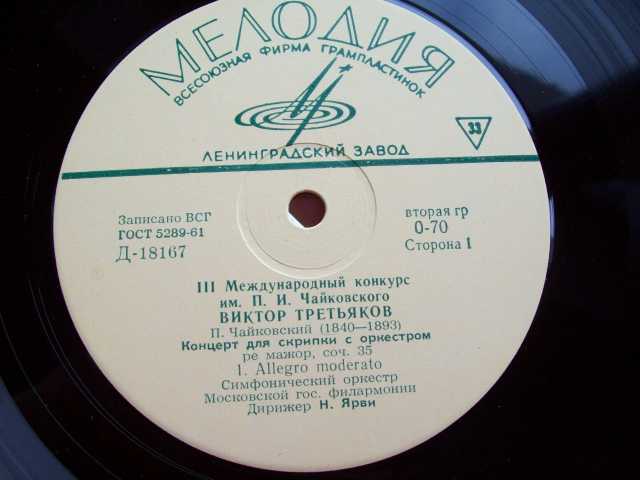 МЕЛОДИЯ
ВСЕСОЮЗНАЯ ФИРМА ГРАМПЛАСТИНОК
33
ЛЕНИНГРАДСКИЙ ЗАВОД
Записано ВСГ
ГОСТ 5289-61
Д-18167
вторая гр
0-70
Сторона 1
III Международный конкурс
им. П. И. Чайковского
ВИКТОР ТРЕТЬЯКОВ
П. Чайковский (1840—1893)
Концерт для скрипки с оркестром
ре мажор, соч. 35
1. Allegro moderato
Симфонический оркестр
Московской гос. филармонии
Дирижер Н. Ярви